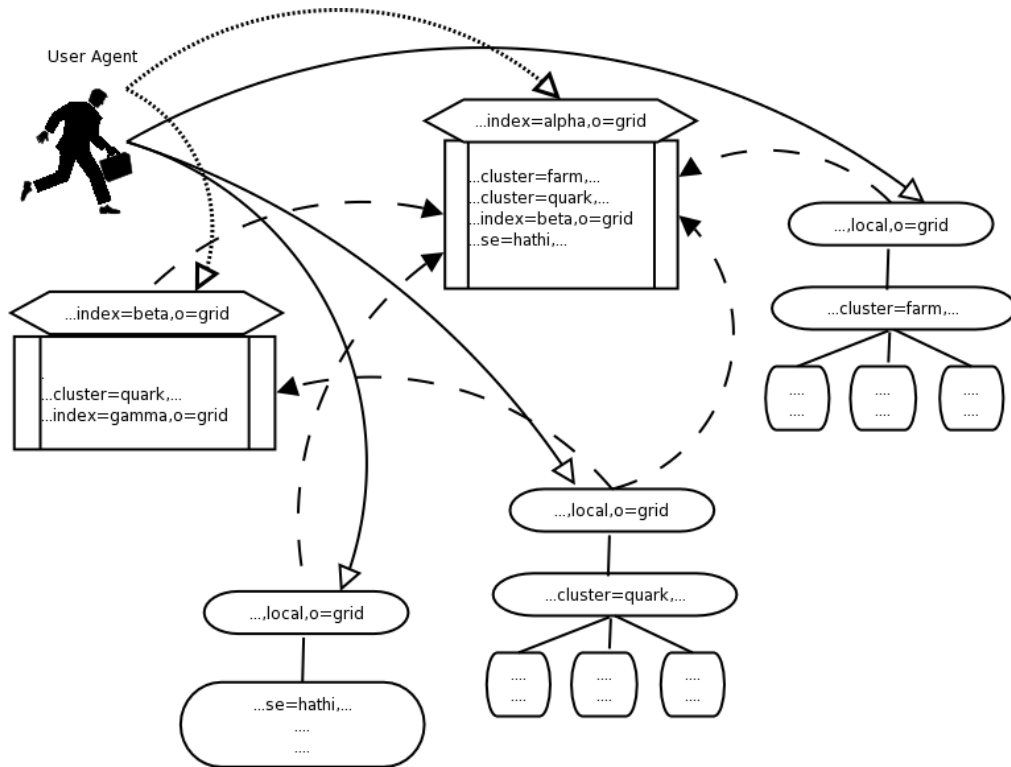 User Agent
...index=alpha,o=grid
...cluster=farm,...
...cluster=quark,...
...index=beta,o=grid
...se=hathi,...
...,local,o=grid
...cluster=farm,...
....
....
....
....
....
....
...index=beta,o=grid
.
...cluster=quark,...
...index=gamma,o=grid
...,local,o=grid
...cluster=quark,...
....
....
....
....
....
....
...,local,o=grid
...se=hathi,...
....
....